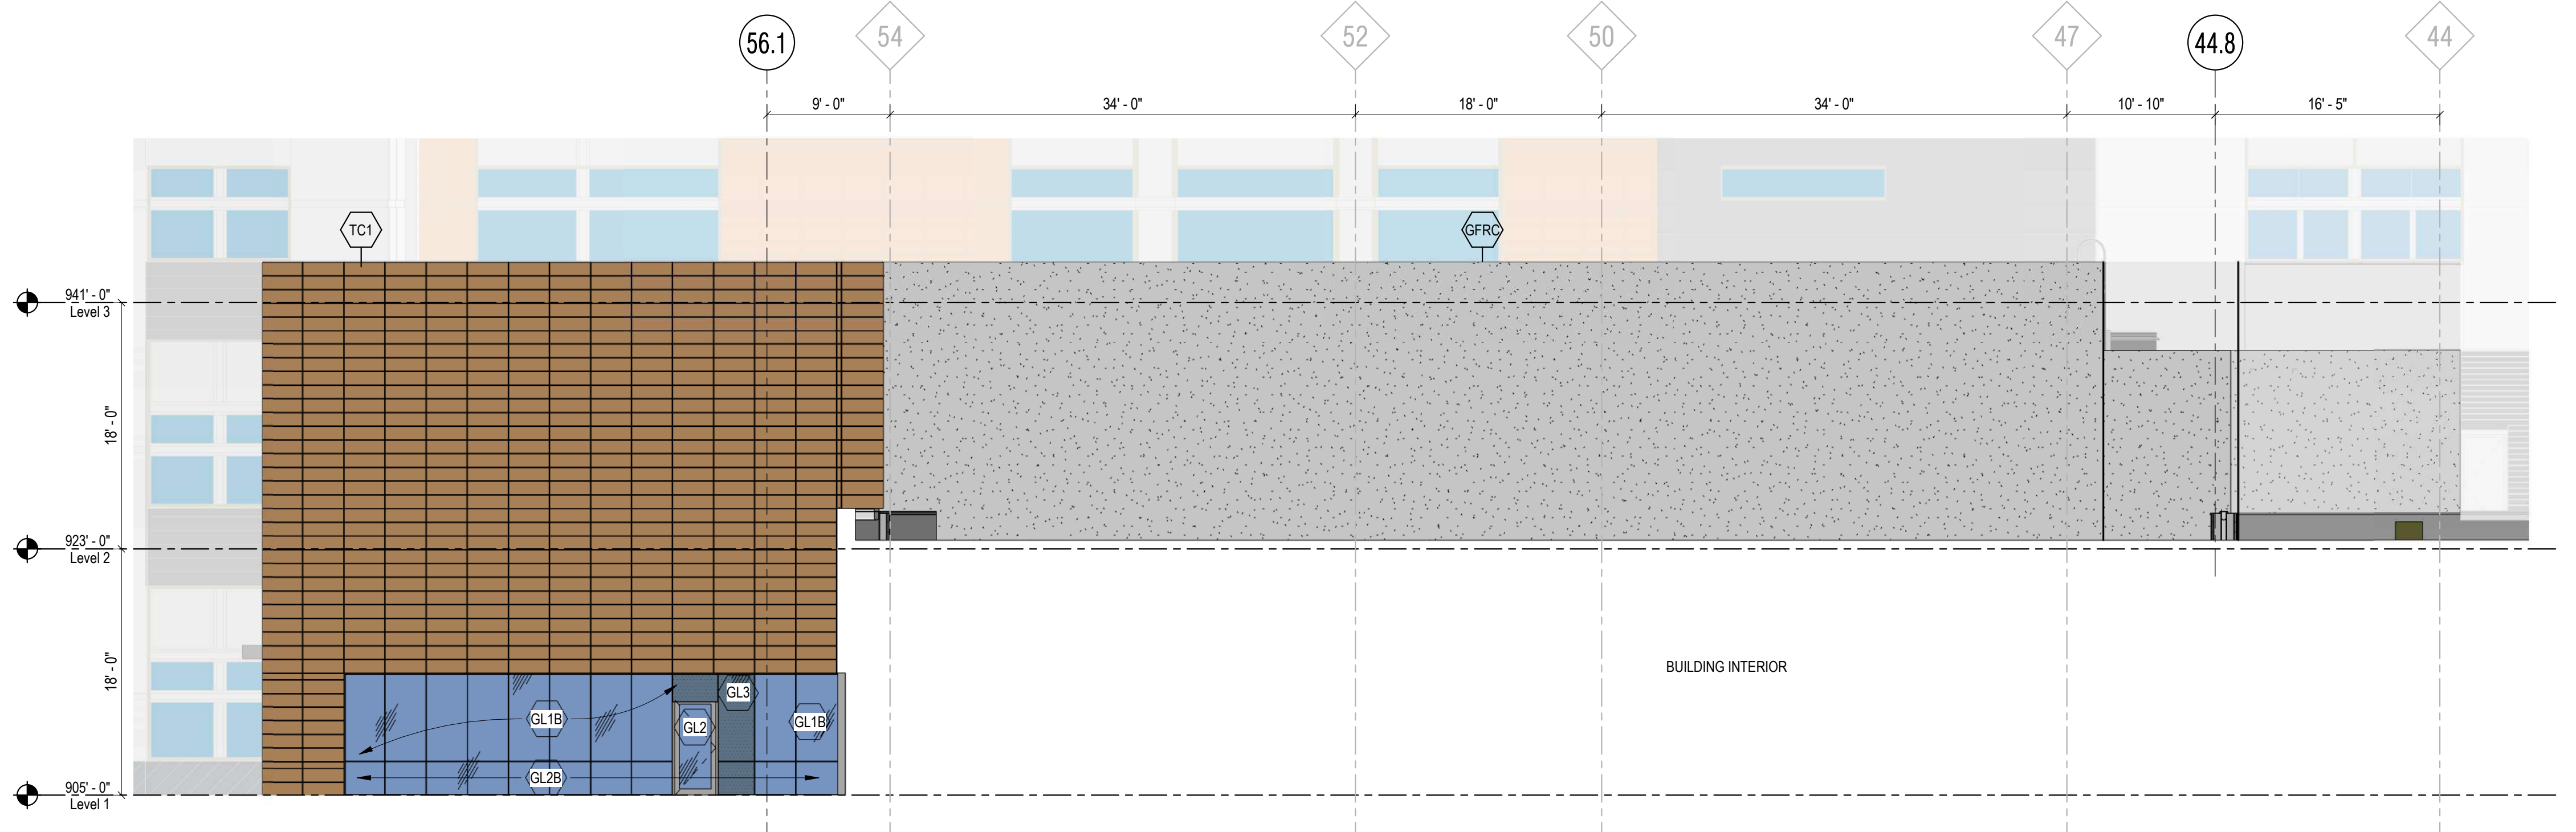 56.1
54
52
50
47
44.8
44
9' - 0"
34' - 0"
18' - 0"
34' - 0"
10' - 10"
16' - 5"
TC1
GFRC
941' - 0"
Level 3
18' - 0"
923' - 0"
Level 2
18' - 0"
BUILDING INTERIOR
GL3
GL1B
GL2
GL1B
GL2B
905' - 0"
Level 1